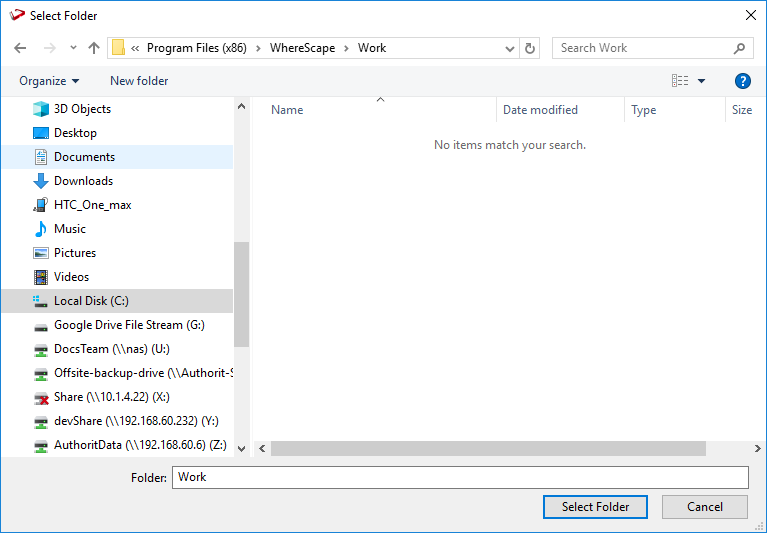 Select Folder
« Program Files (x86) › WhereScape › Work
Search Work
Organize
New folder
?
3D Objects
Desktop
Documents
Downloads
HTC_One_max
Music
Pictures
Videos
Local Disk (C:)
Google Drive File Stream (G:)
DocsTeam (\\nas) (U:)
Offsite-backup-drive (\\Authorit-S
Share (\\10.1.4.22) (X:)
devShare (\\192.168.60.232) (Y:)
AuthoritData (\\192.168.60.6) (Z:)
Name Date modified Type Size
No items match your search.
Folder: Work
Select Folder Cancel